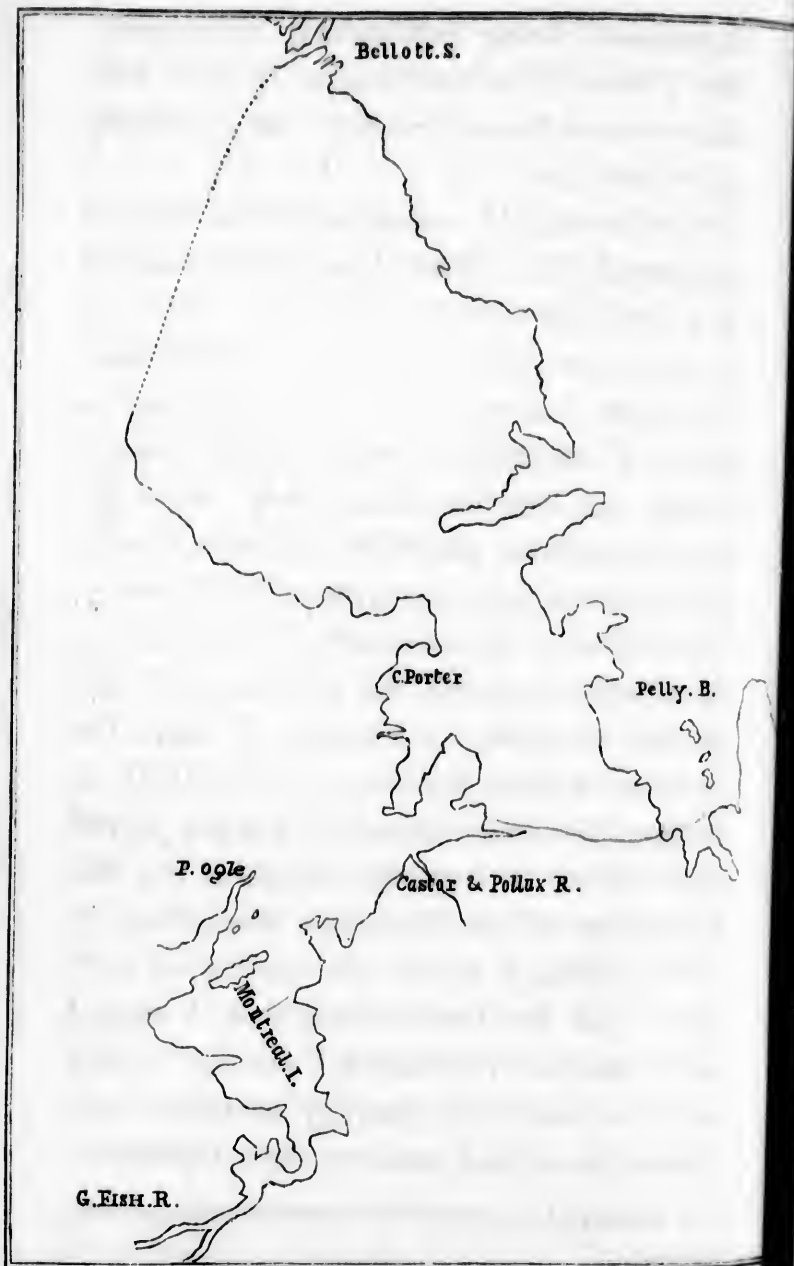 Bellott.S.
C.Porter
Pelly.B.
P.ogle
Castor & Pollux R.
Montreal.I.
G.FISH.R.